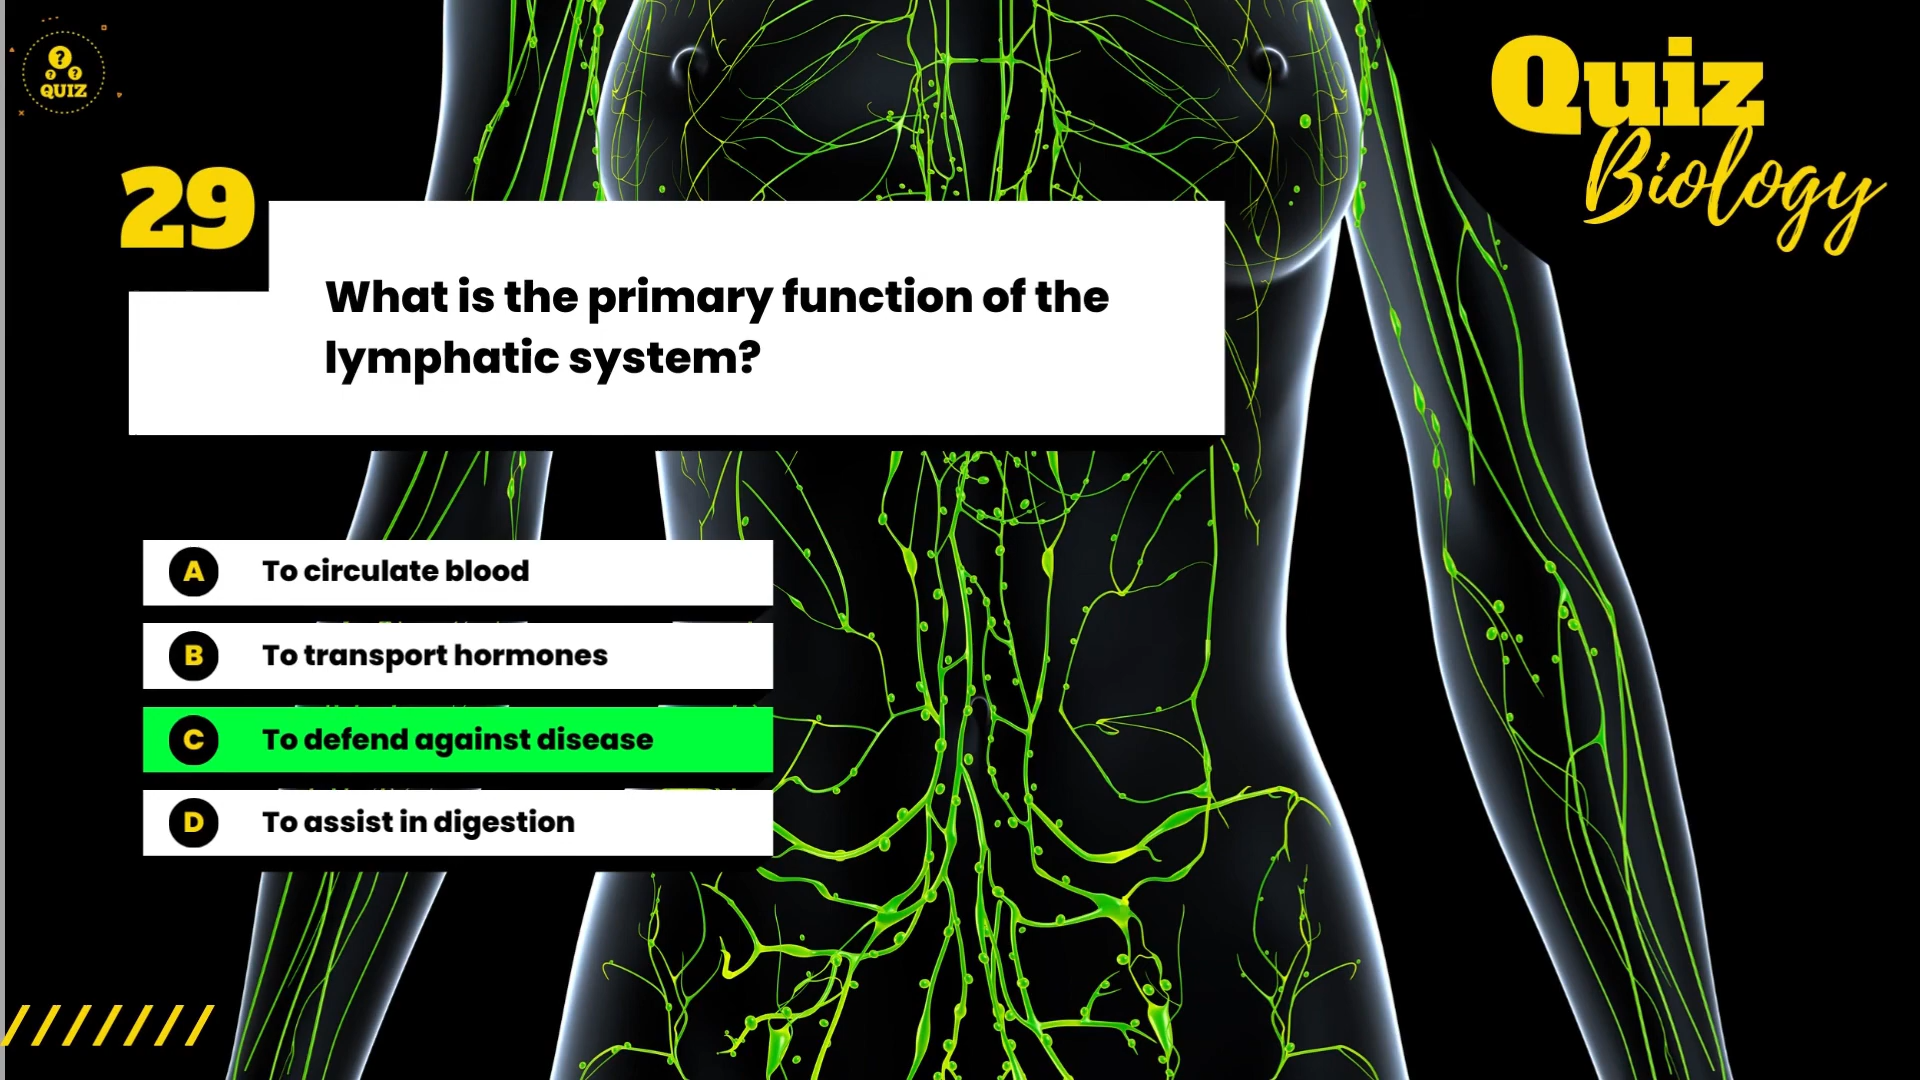 ? ? ?
QUIZ
Quiz
Biology
29
What is the primary function of the
lymphatic system?
A To circulate blood
B To transport hormones
C To defend against disease
D To assist in digestion